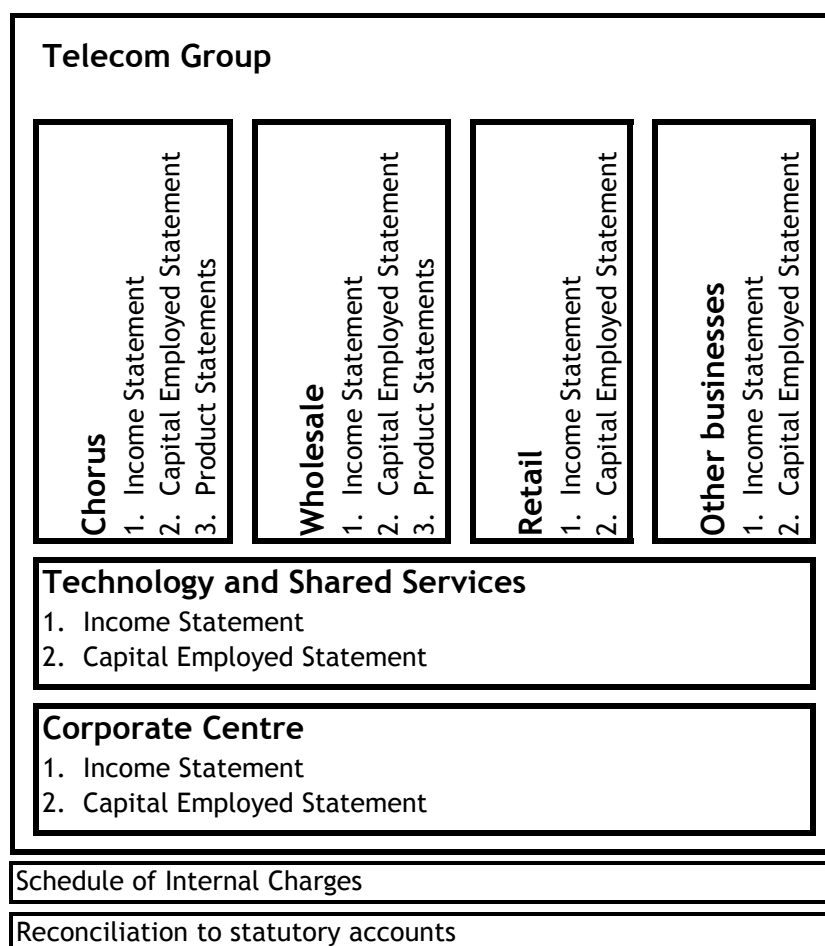 Telecom Group
Chorus
1. Income Statement
2. Capital Employed Statement
3. Product Statements
Wholesale
1. Income Statement
2. Capital Employed Statement
3. Product Statements
Retail
1. Income Statement
2. Capital Employed Statement
Other businesses
1. Income Statement
2. Capital Employed Statement
Technology and Shared Services
1. Income Statement
2. Capital Employed Statement
Corporate Centre
1. Income Statement
2. Capital Employed Statement
Schedule of Internal Charges
Reconciliation to statutory accounts